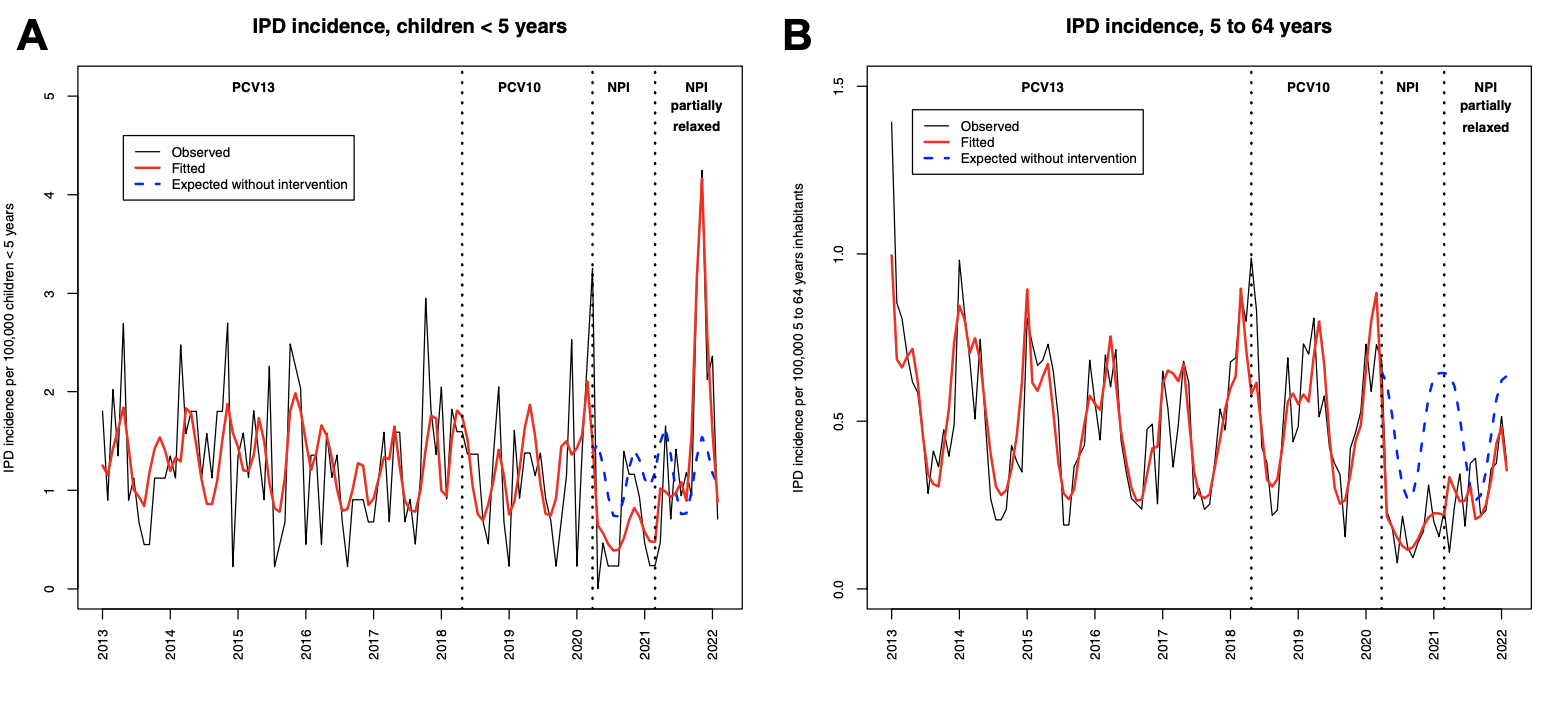 A
IPD incidence, children < 5 years
IPD incidence per 100,000 children < 5 years
5
4
3
2
1
0
PCV13
PCV10
NPI
NPI
partially
relaxed
Observed
Fitted
Expected without intervention
2013
2014
2015
2016
2017
2018
2019
2020
2021
2022
B
IPD incidence, 5 to 64 years
IPD incidence per 100,000 5 to 64 years inhabitants
1.5
1.0
0.5
0.0
PCV13
PCV10
NPI
NPI
partially
relaxed
Observed
Fitted
Expected without intervention
2013
2014
2015
2016
2017
2018
2019
2020
2021
2022